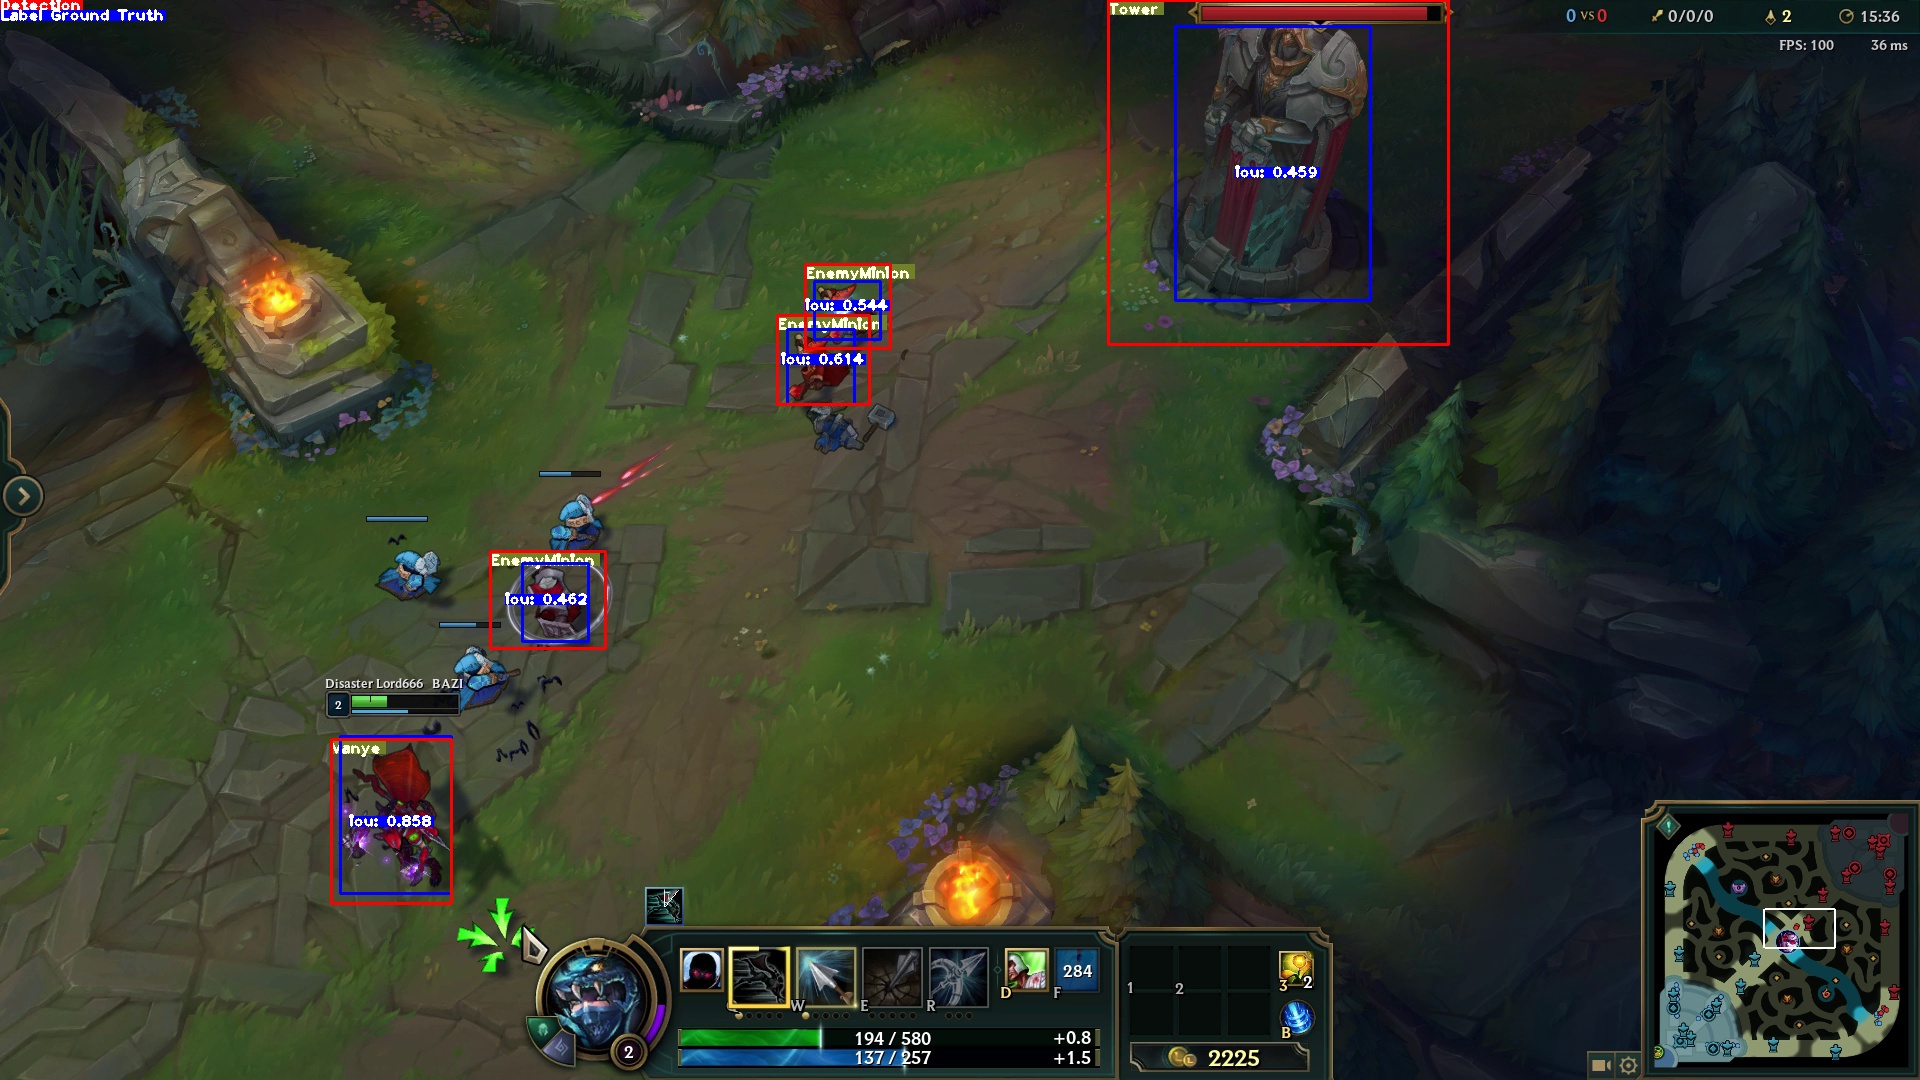 Detection
Label Ground Truth
Tower
0 VS 0
0/0/0
2
15:36
FPS: 100
36 ms
Iou: 0.459
EnemyMinion
Iou: 0.544
EnemyMinion
Iou: 0.614
EnemyMinion
Iou: 0.462
Disaster Lord666 BAZI
2
Vanye
Iou: 0.858
W
E
R
D
284
F
1
2
3
2
B
2
194 / 580
+0.8
137 / 257
+1.5
2225